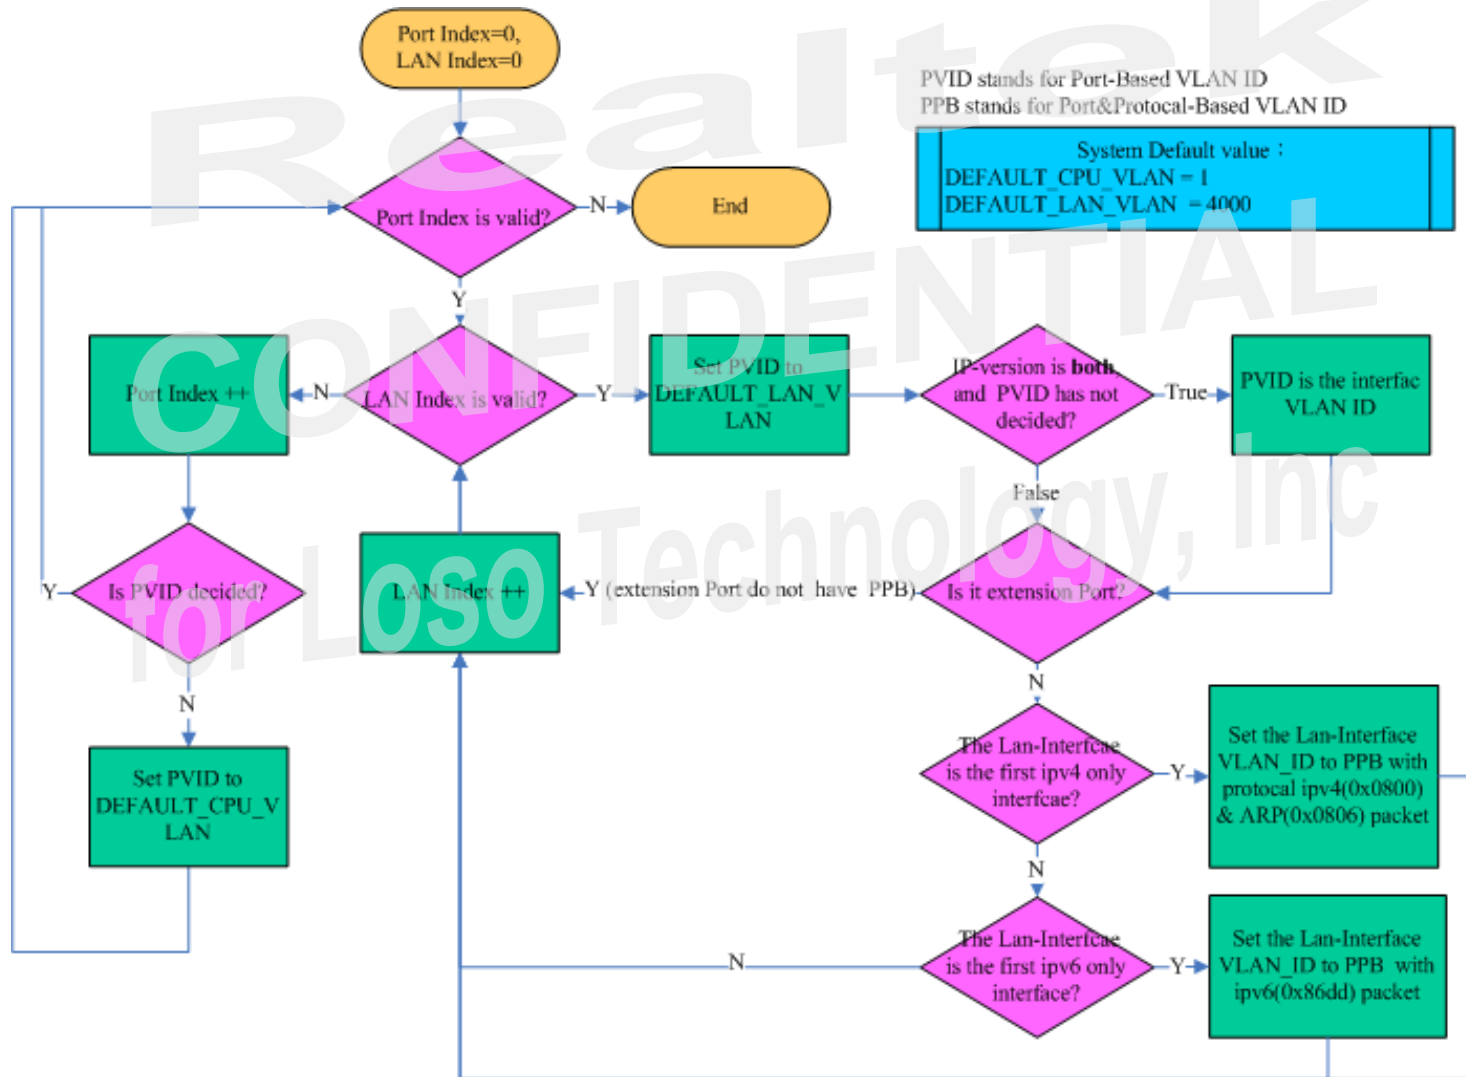 Port Index=0,
LAN Index=0
PVID stands for Port-Based VLAN ID
PPB stands for Port&Protocal-Based VLAN ID
System Default value：
DEFAULT_CPU_VLAN = 1
DEFAULT_LAN_VLAN = 4000
Port Index is valid?
N
End
Y
Port Index ++
N
LAN Index is valid?
Y
Set PVID to
DEFAULT_LAN_V
LAN
IP-version is both,
and PVID has not
decided?
True
PVID is the interfac
VLAN ID
False
Y
Is PVID decided?
LAN Index ++
Y (extension Port do not have PPB)
Is it extension Port?
N
N
Set PVID to
DEFAULT_CPU_V
LAN
The Lan-Interfcae
is the first ipv4 only
interfcae?
Y
Set the Lan-Interface
VLAN_ID to PPB with
protocal ipv4(0x0800)
& ARP(0x0806) packet
N
The Lan-Interfcae
is the first ipv6 only
interface?
N
Y
Set the Lan-Interface
VLAN_ID to PPB with
ipv6(0x86dd) packet
Realtek
CONFIDENTIAL
for Loso Technology, Inc